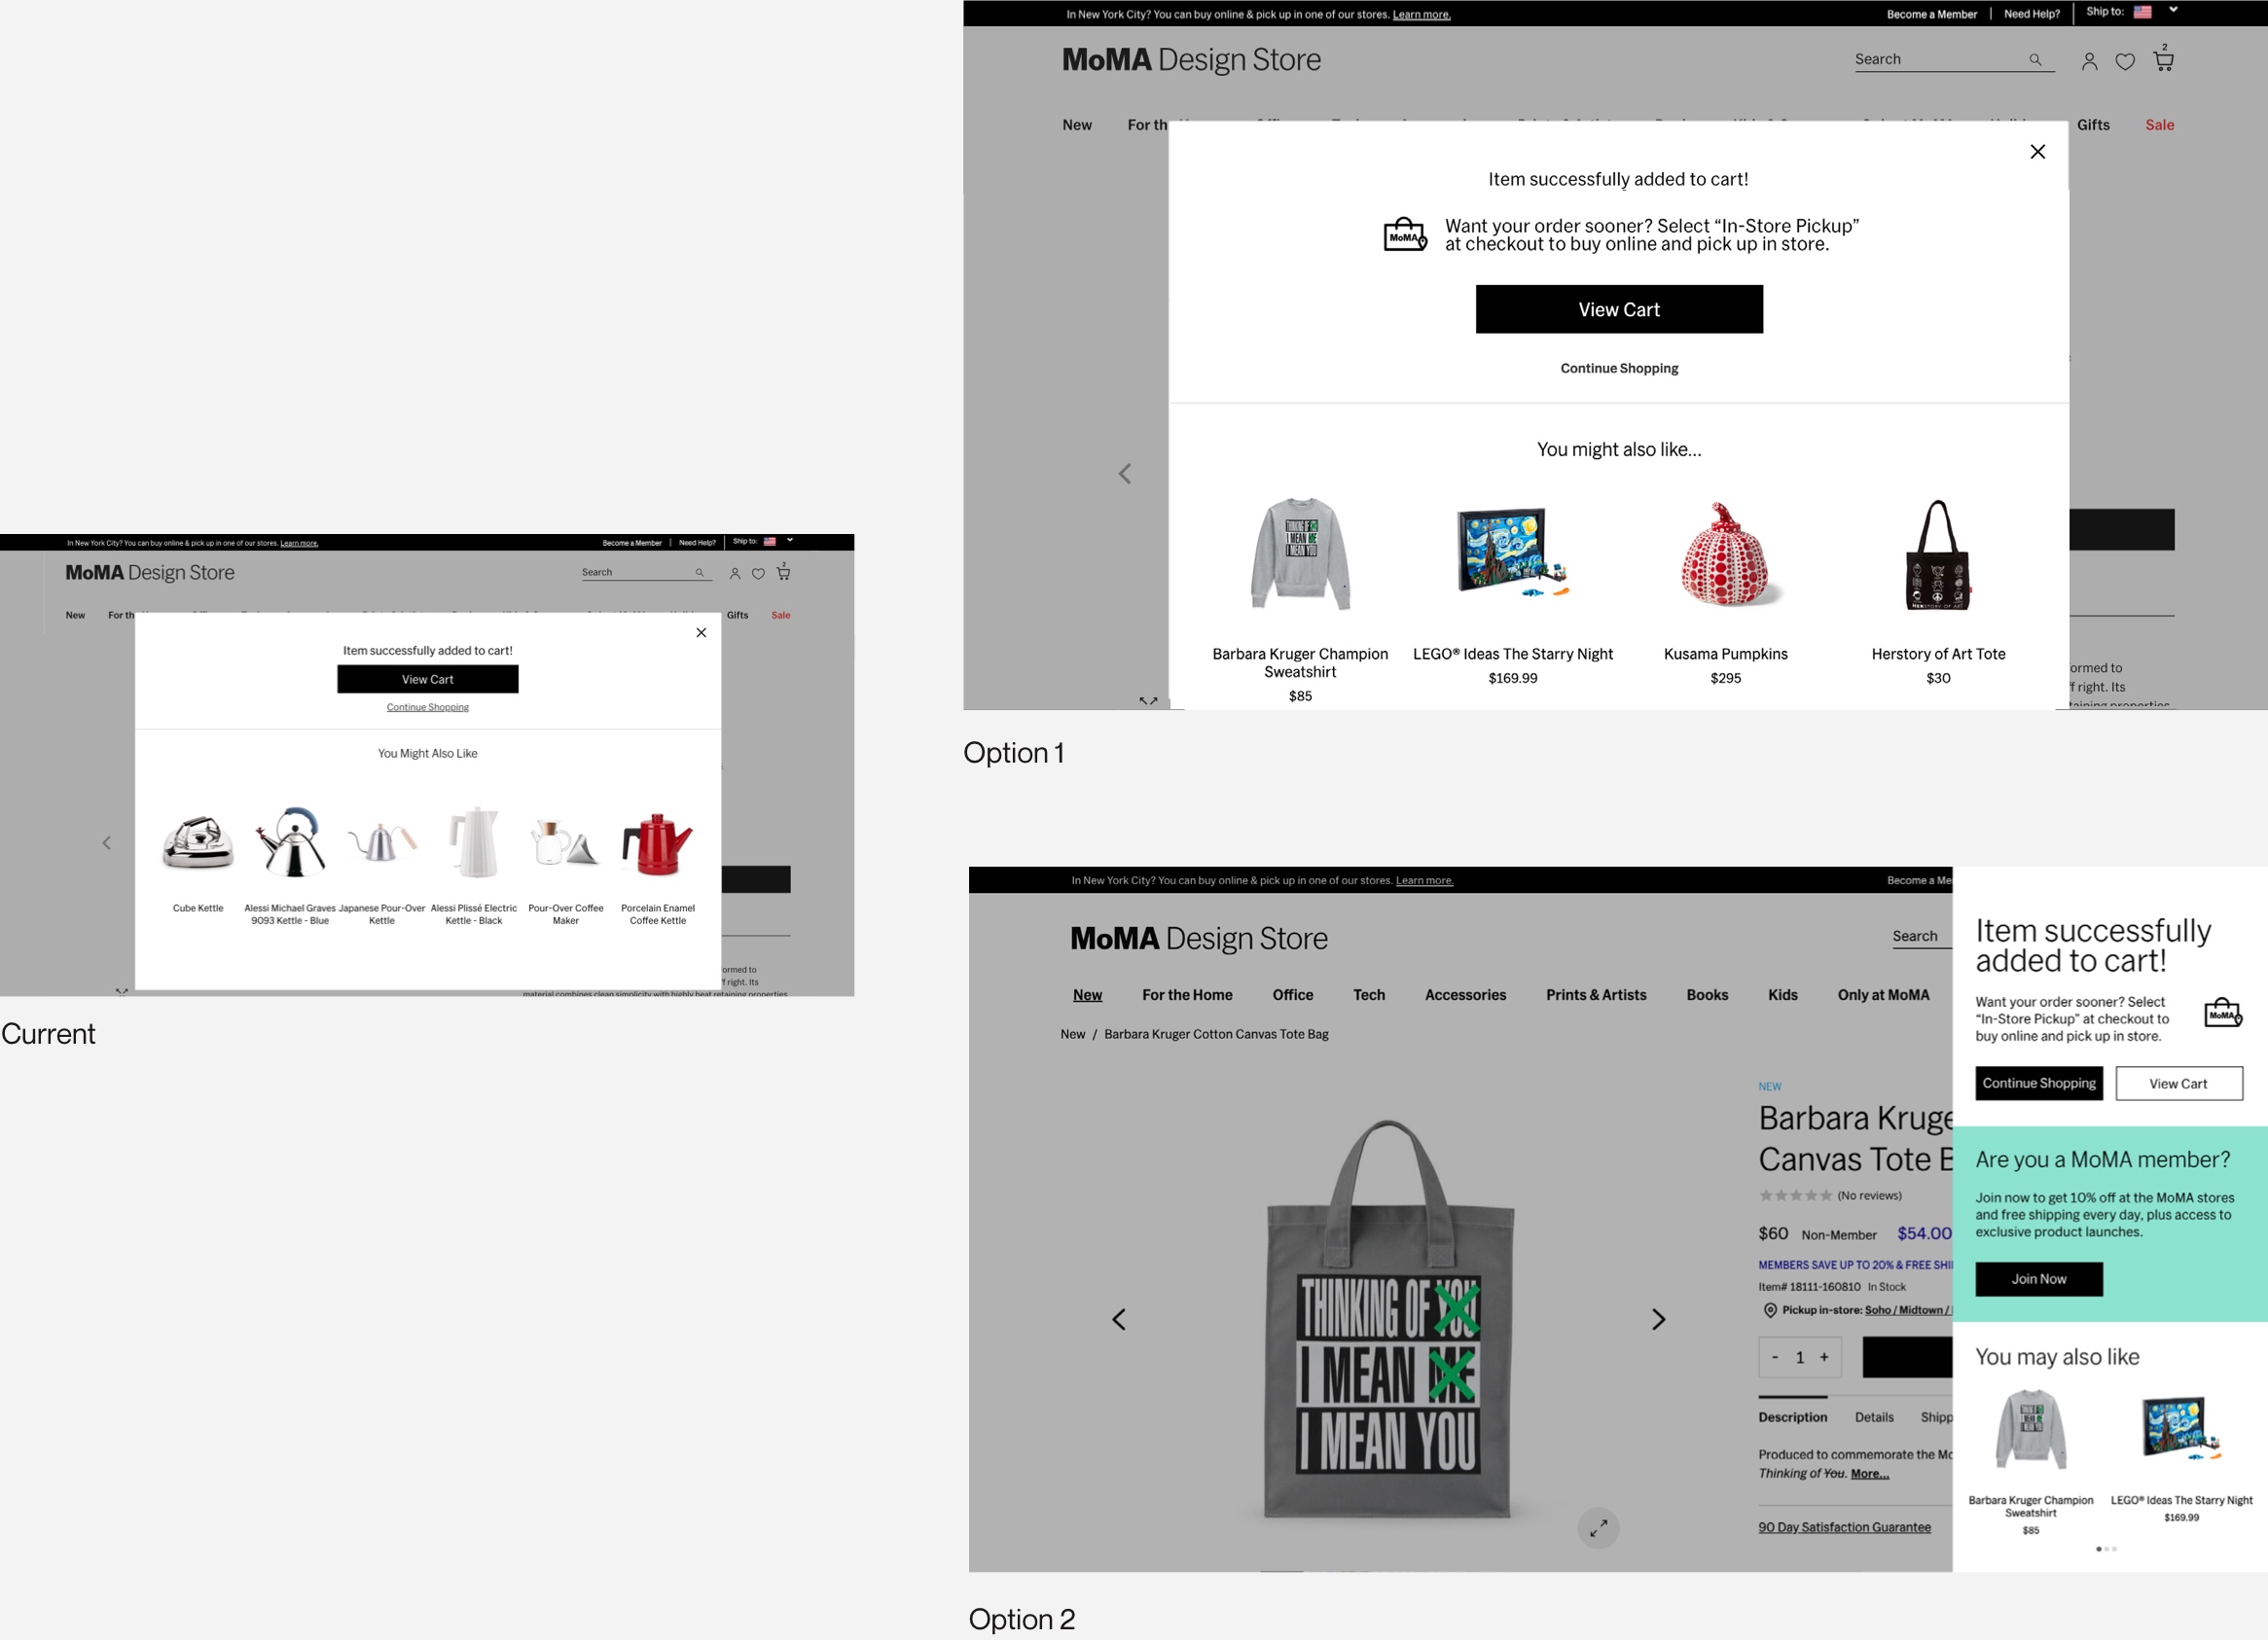 In New York City? You can buy online & pick up in one of our stores. Learn more.
Become a Member | Need Help? Ship to:
MoMA Design Store
Search
2
New
For th
Gifts
Sale
Item successfully added to cart!
View Cart
Continue Shopping
You Might Also Like
Cube Kettle
Alessi Michael Graves
9093 Kettle - Blue
Japanese Pour-Over
Kettle
Alessi Plissé Electric
Kettle - Black
Pour-Over Coffee
Maker
Porcelain Enamel
Coffee Kettle
ormed to
f right. Its
material combines clean simplicity with highly heat retaining properties
Current
In New York City? You can buy online & pick up in one of our stores. Learn more.
Become a Member | Need Help? Ship to:
MoMA Design Store
Search
2
New
For th
Gifts
Sale
Item successfully added to cart!
MoMA
Want your order sooner? Select “In-Store Pickup”
at checkout to buy online and pick up in store.
View Cart
Continue Shopping
You might also like...
THINKING OF
I MEAN ME
I MEAN YOU
HERSTORY OF ART
Barbara Kruger Champion
Sweatshirt
$85
LEGO® Ideas The Starry Night
$169.99
Kusama Pumpkins
$295
Herstory of Art Tote
$30
ormed to
f right. Its
taining properties
Option 1
In New York City? You can buy online & pick up in one of our stores. Learn more.
Become a Me
MoMA Design Store
Search
New
For the Home
Office
Tech
Accessories
Prints & Artists
Books
Kids
Only at MoMA
New / Barbara Kruger Cotton Canvas Tote Bag
THINKING OF YOU
I MEAN ME
I MEAN YOU
NEW
Barbara Kruge
Canvas Tote B
(No reviews)
$60 Non-Member $54.00
MEMBERS SAVE UP TO 20% & FREE SHI
Item# 18111-160810 In Stock
Pickup in-store: Soho / Midtown /
- 1 +
Description
Details
Shipp
Produced to commemorate the Mo
Thinking of You. More...
90 Day Satisfaction Guarantee
Item successfully
added to cart!
Want your order sooner? Select
“In-Store Pickup” at checkout to
buy online and pick up in store.
MoMA
Continue Shopping
View Cart
Are you a MoMA member?
Join now to get 10% off at the MoMA stores
and free shipping every day, plus access to
exclusive product launches.
Join Now
You may also like
Barbara Kruger Champion
Sweatshirt
$85
LEGO® Ideas The Starry Night
$169.99
Option 2